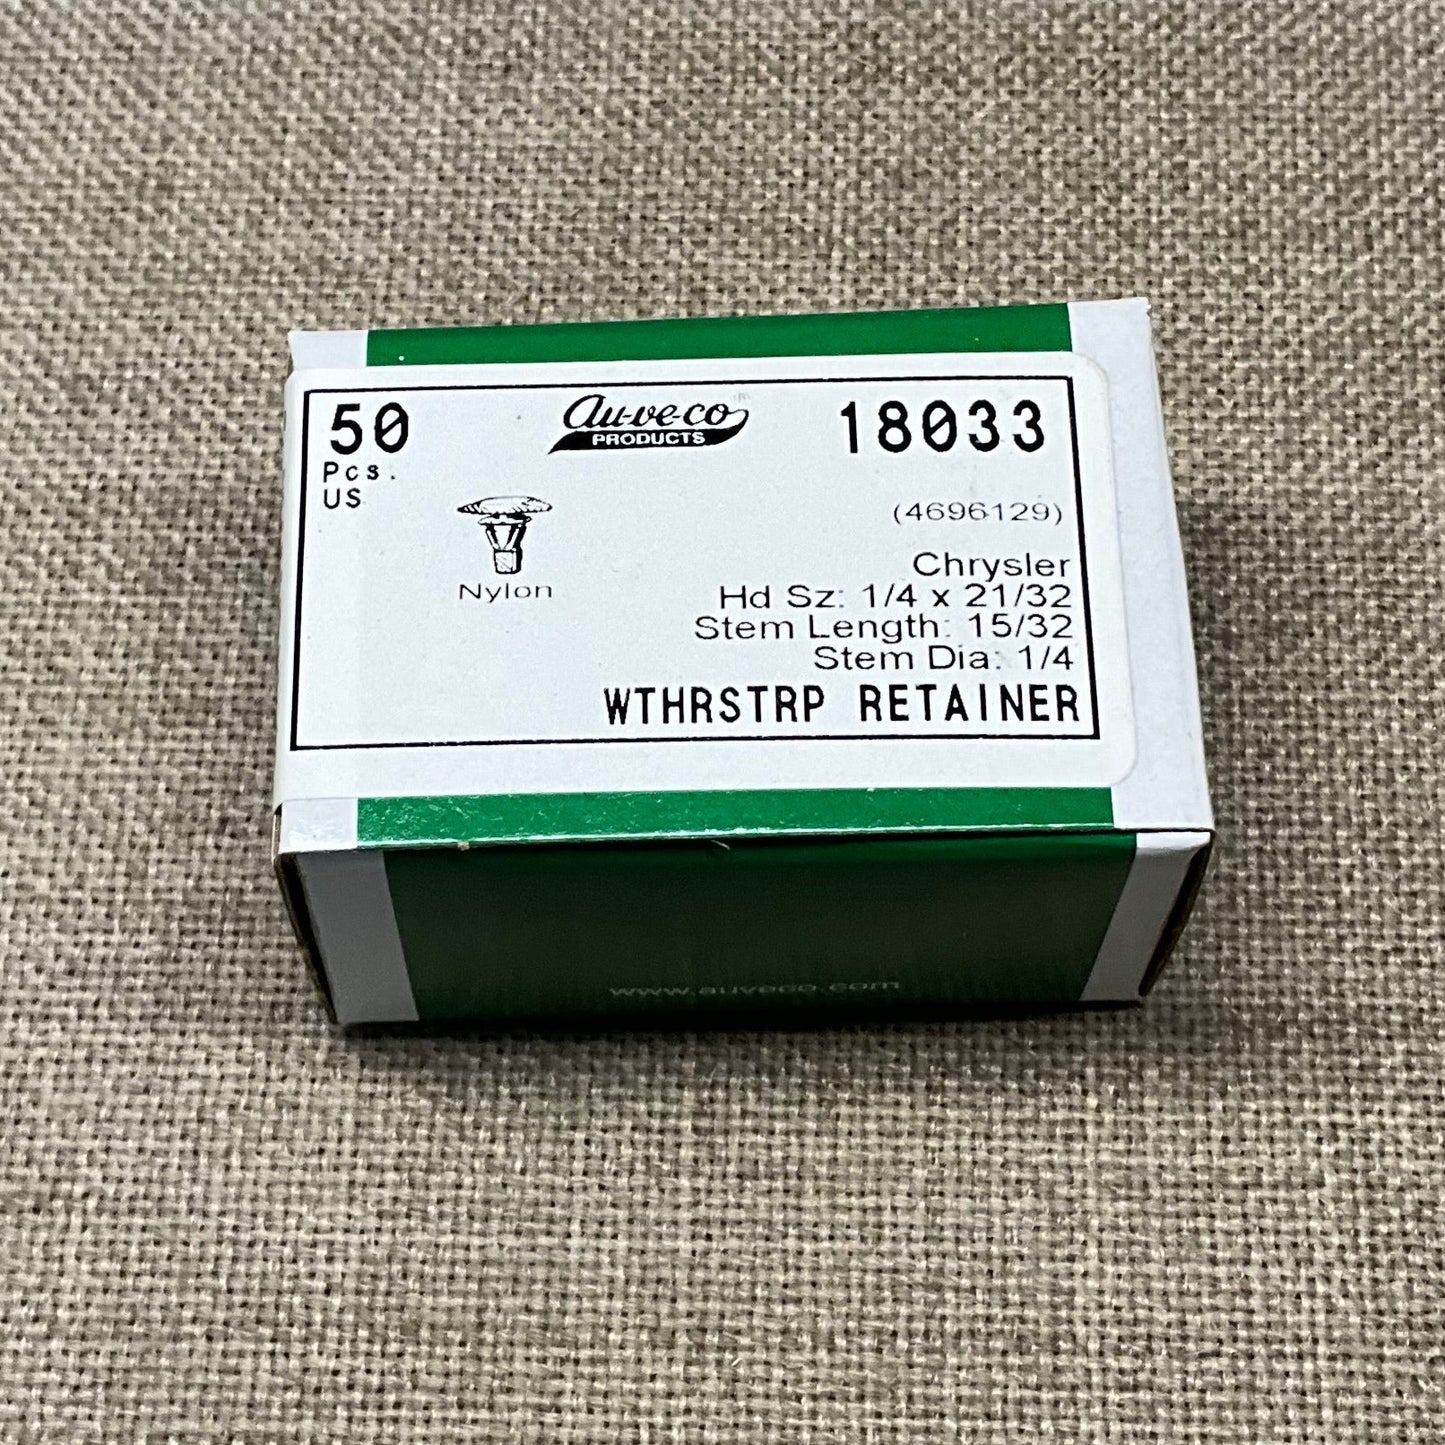 50
Pcs.
US
au-ve-co
PRODUCTS
18033
(4696129)
Nylon
Chrysler
Hd Sz: 1/4 x 21/32
Stem Length: 15/32
Stem Dia: 1/4
WTHRSTRP RETAINER
www.auveco.com